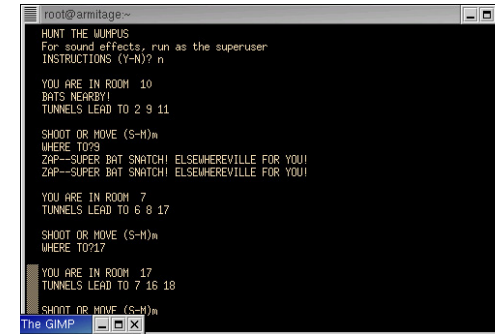 root@armitage:~
HUNT THE WUMPUS
For sound effects, run as the superuser
INSTRUCTIONS (Y-N)? n
YOU ARE IN ROOM  10
BATS NEARBY!
TUNNELS LEAD TO 2 9 11
SHOOT OR MOVE (S-M)m
WHERE TO?9
ZAP--SUPER BAT SNATCH! ELSEWHEREVILLE FOR YOU!
ZAP--SUPER BAT SNATCH! ELSEWHEREVILLE FOR YOU!
YOU ARE IN ROOM  7
TUNNELS LEAD TO 6 8 17
SHOOT OR MOVE (S-M)m
WHERE TO?17
YOU ARE IN ROOM  17
TUNNELS LEAD TO 7 16 18
SHOOT OR MOVE (S-M)m
The GIMP